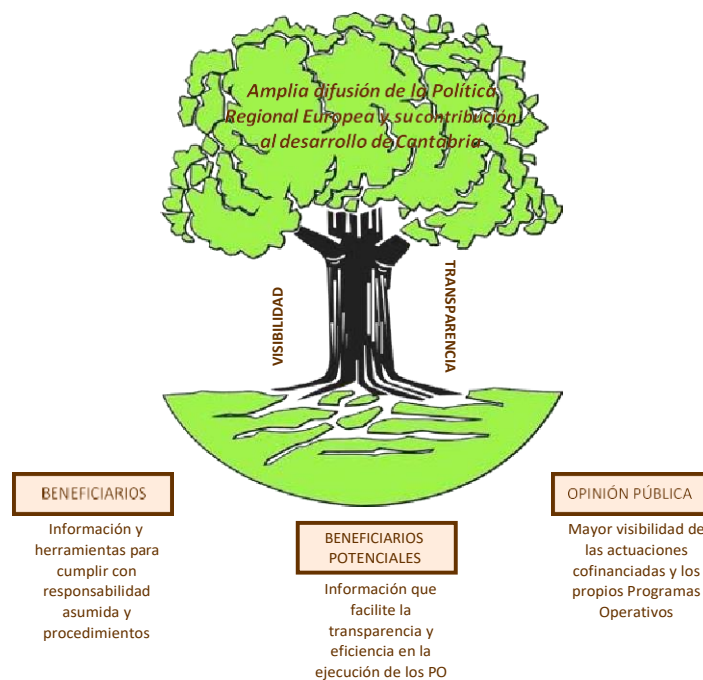 Amplia difusión de la Política
Regional Europea y su contribución
al desarrollo de Cantabria
VISIBILIDAD
TRANSPARENCIA
BENEFICIARIOS
Información y
herramientas para
cumplir con
responsabilidad
asumida y
procedimientos
BENEFICIARIOS
POTENCIALES
Información que
facilite la
transparencia y
eficiencia en la
ejecución de los PO
OPINIÓN PÚBLICA
Mayor visibilidad de
las actuaciones
cofinanciadas y los
propios Programas
Operativos